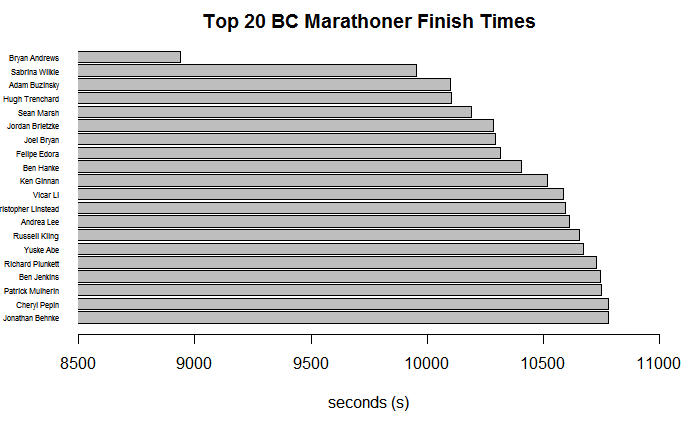 Top 20 BC Marathoner Finish Times
Bryan Andrews
Sabrina Wilkie
Adam Buzinsky
Hugh Trenchard
Sean Marsh
Jordan Brietzke
Joel Bryan
Felipe Edora
Ben Hanke
Ken Ginnan
Vicar Li
ristopher Linstead
Andrea Lee
Russell Kling
Yuske Abe
Richard Plunkett
Ben Jenkins
Patrick Mulherin
Cheryl Pepin
Jonathan Behnke
8500 9000 9500 10000 10500 11000
seconds (s)